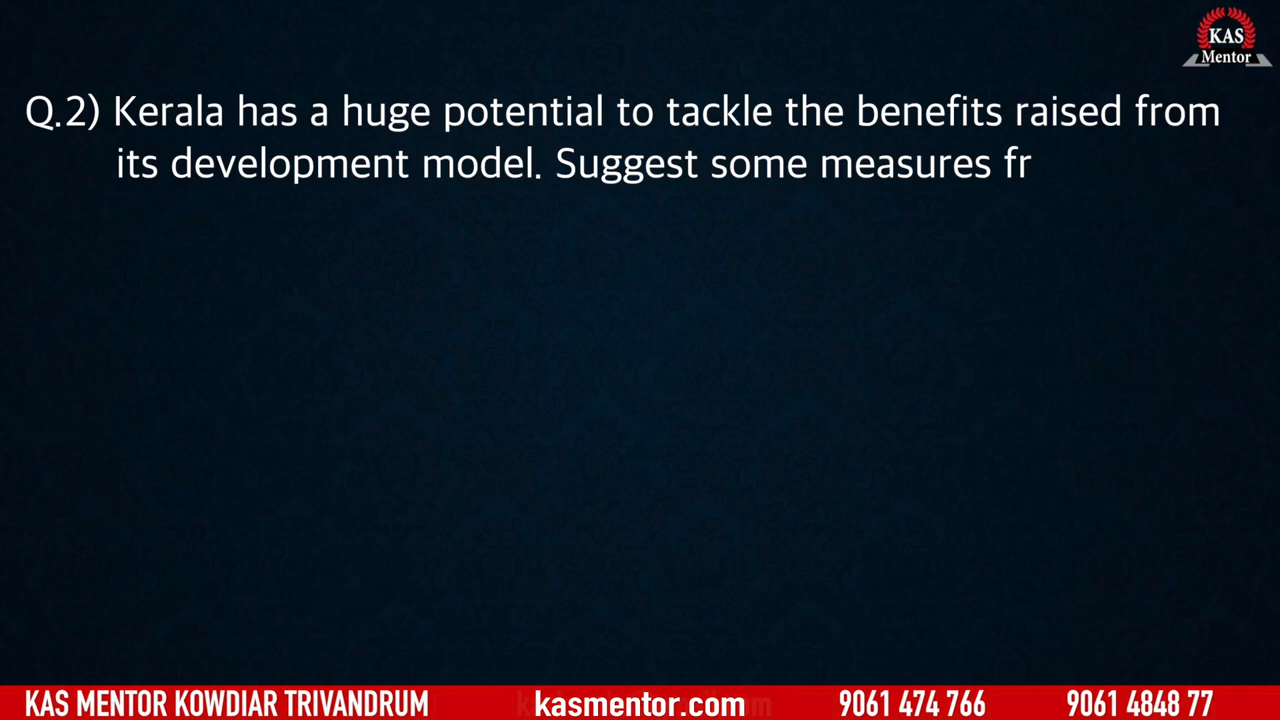 KAS
Mentor
Q.2) Kerala has a huge potential to tackle the benefits raised from
its development model. Suggest some measures fr
KAS MENTOR KOWDIAR TRIVANDRUM kasmentor.com 9061 474 766 9061 4848 77